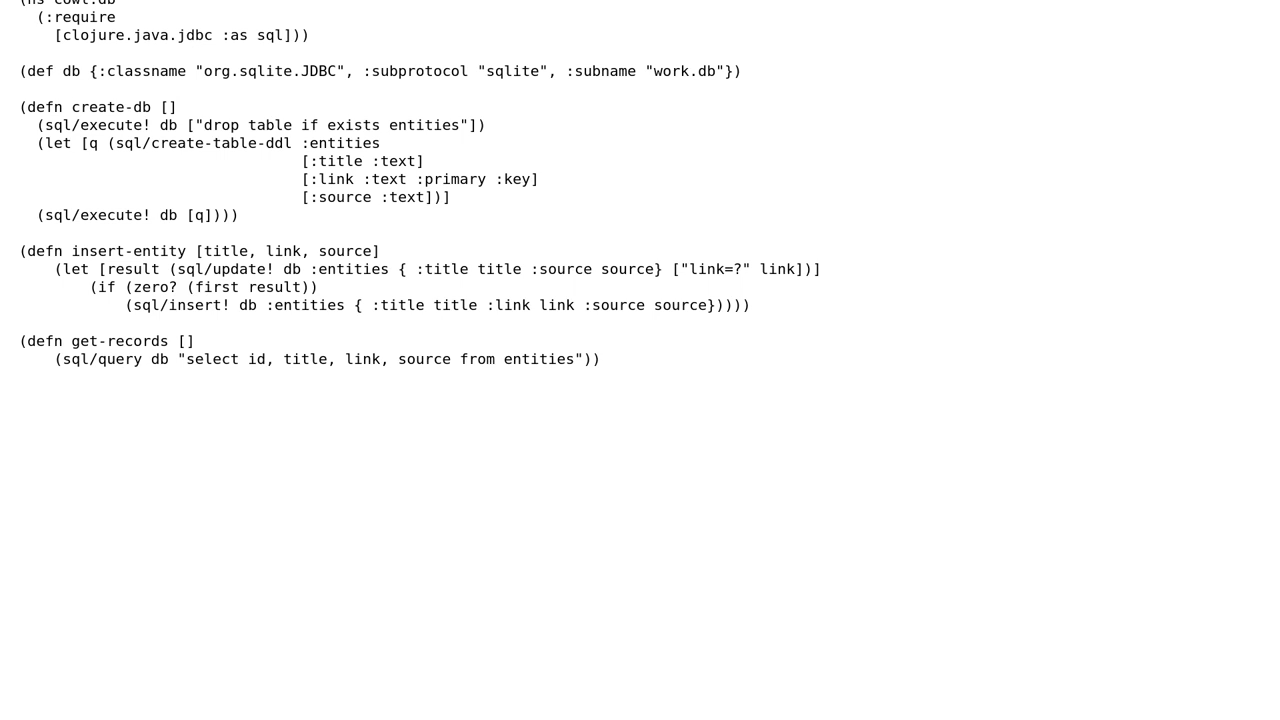 (ns cowl.db
  (:require
    [clojure.java.jdbc :as sql]))

(def db {:classname "org.sqlite.JDBC", :subprotocol "sqlite", :subname "work.db"})

(defn create-db []
  (sql/execute! db ["drop table if exists entities"])
  (let [q (sql/create-table-ddl :entities
                                [:title :text]
                                [:link :text :primary :key]
                                [:source :text])]
  (sql/execute! db [q])))

(defn insert-entity [title, link, source]
    (let [result (sql/update! db :entities { :title title :source source} ["link=?" link])]
        (if (zero? (first result))
            (sql/insert! db :entities { :title title :link link :source source}))))

(defn get-records []
    (sql/query db "select id, title, link, source from entities"))